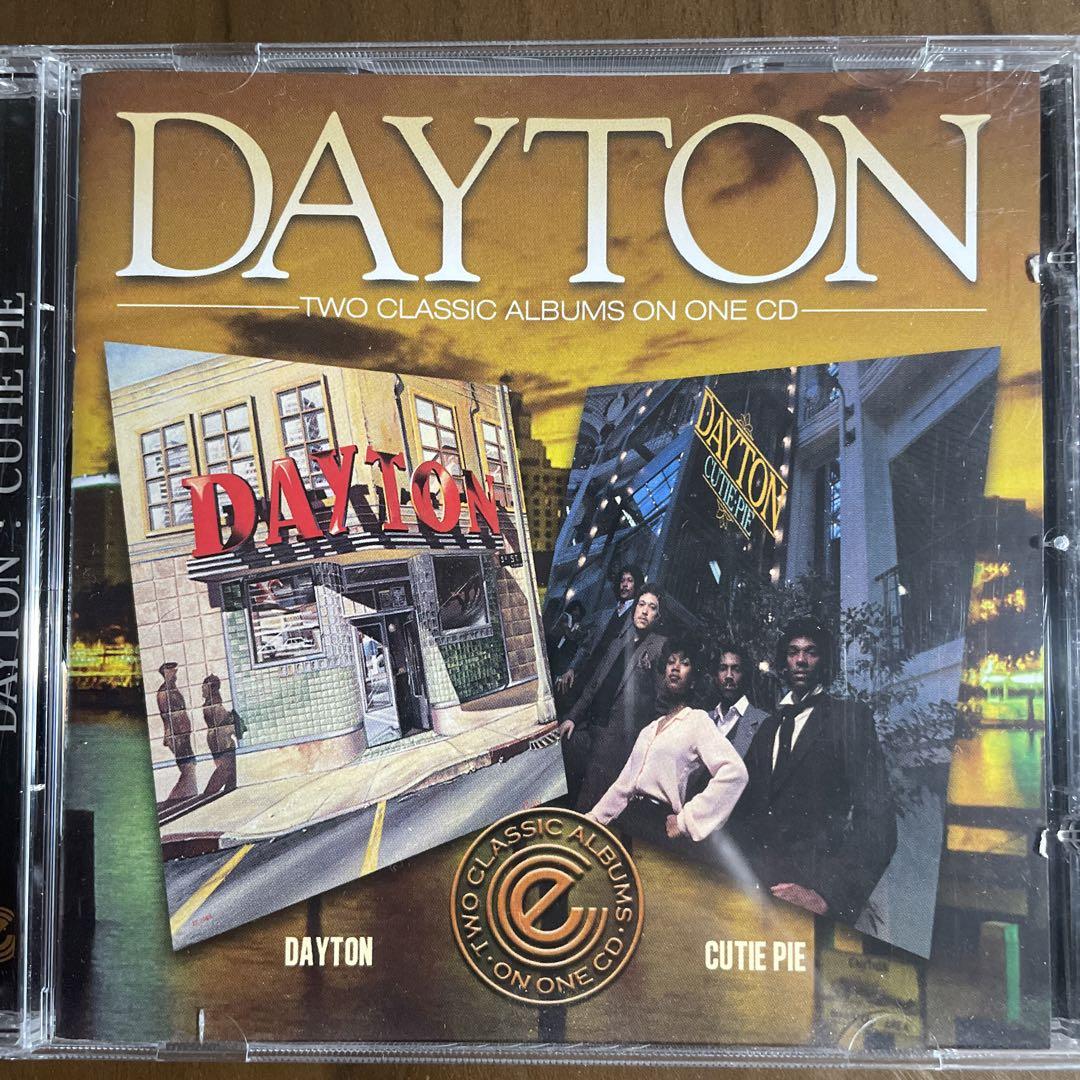 DAYTON
TWO CLASSIC ALBUMS ON ONE CD
DAYTON : CUTIE PIE
DAYTON
DAYTON
CUTIE PIE
DAYTON
TWO CLASSIC ALBUMS
e
· ON ONE CD ·
CUTIE PIE